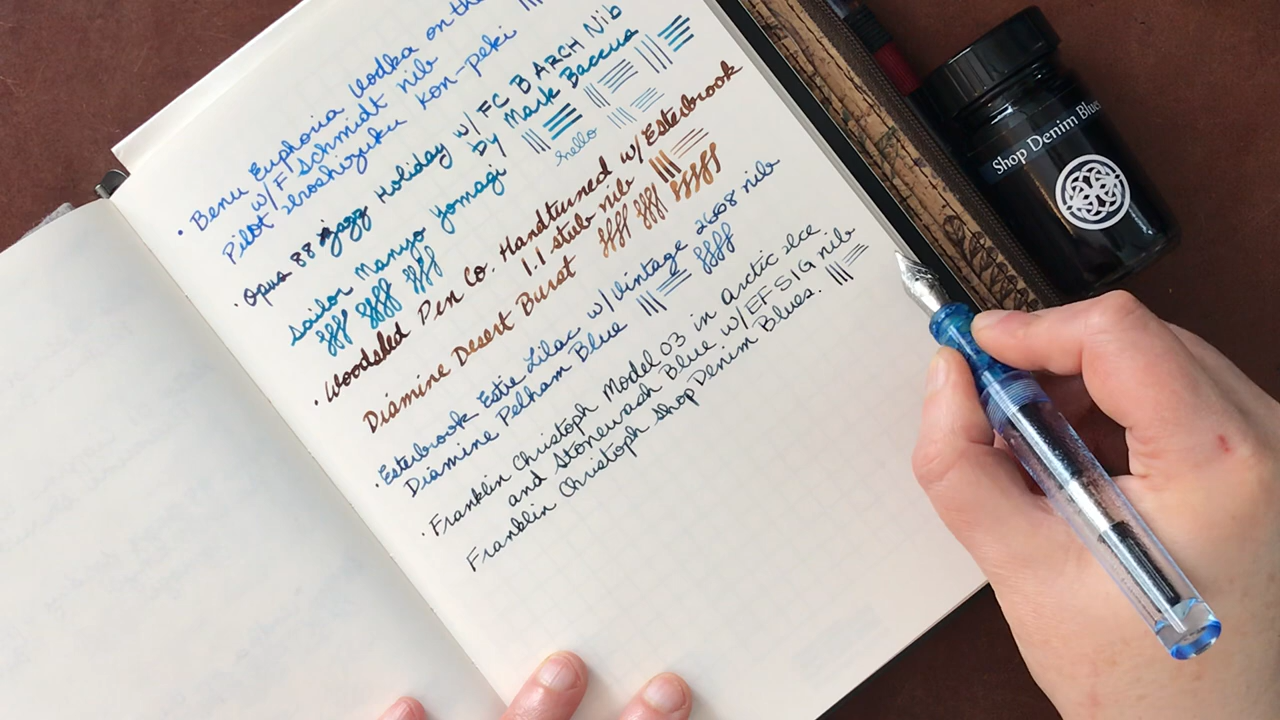 • Benu Euphoria Vodka on the
w/F Schmidt nib
Pilot Iroshizuku Kon-peki
• Opus 88 Jazz Holiday w/ FC B ARCH Nib
by Mark Bacas
Sailor Manyo Yomogi
hello
• Woodshed Pen Co. Handturned w/Esterbrook
1.1 stub nib
Diamine Desert Burst
• Esterbrook Estie Lilac w/ Vintage 2668 nib
Diamine Pelham Blue
• Franklin Christoph Model 03 in Arctic Ice
and Stonewash Blue w/EF SIG nib
Franklin Christoph Shop Denim Blues.
Shop Denim Blues